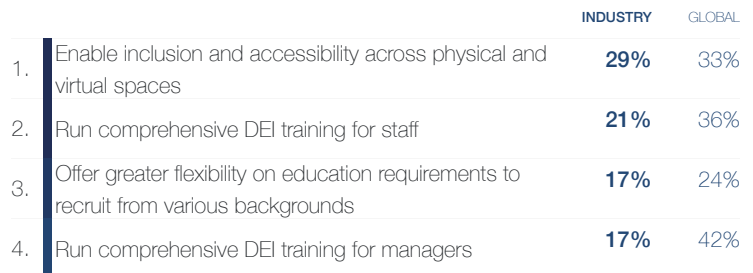 INDUSTRY GLOBAL
1. Enable inclusion and accessibility across physical and
virtual spaces 29% 33%
2. Run comprehensive DEI training for staff 21% 36%
3. Offer greater flexibility on education requirements to
recruit from various backgrounds 17% 24%
4. Run comprehensive DEI training for managers 17% 42%